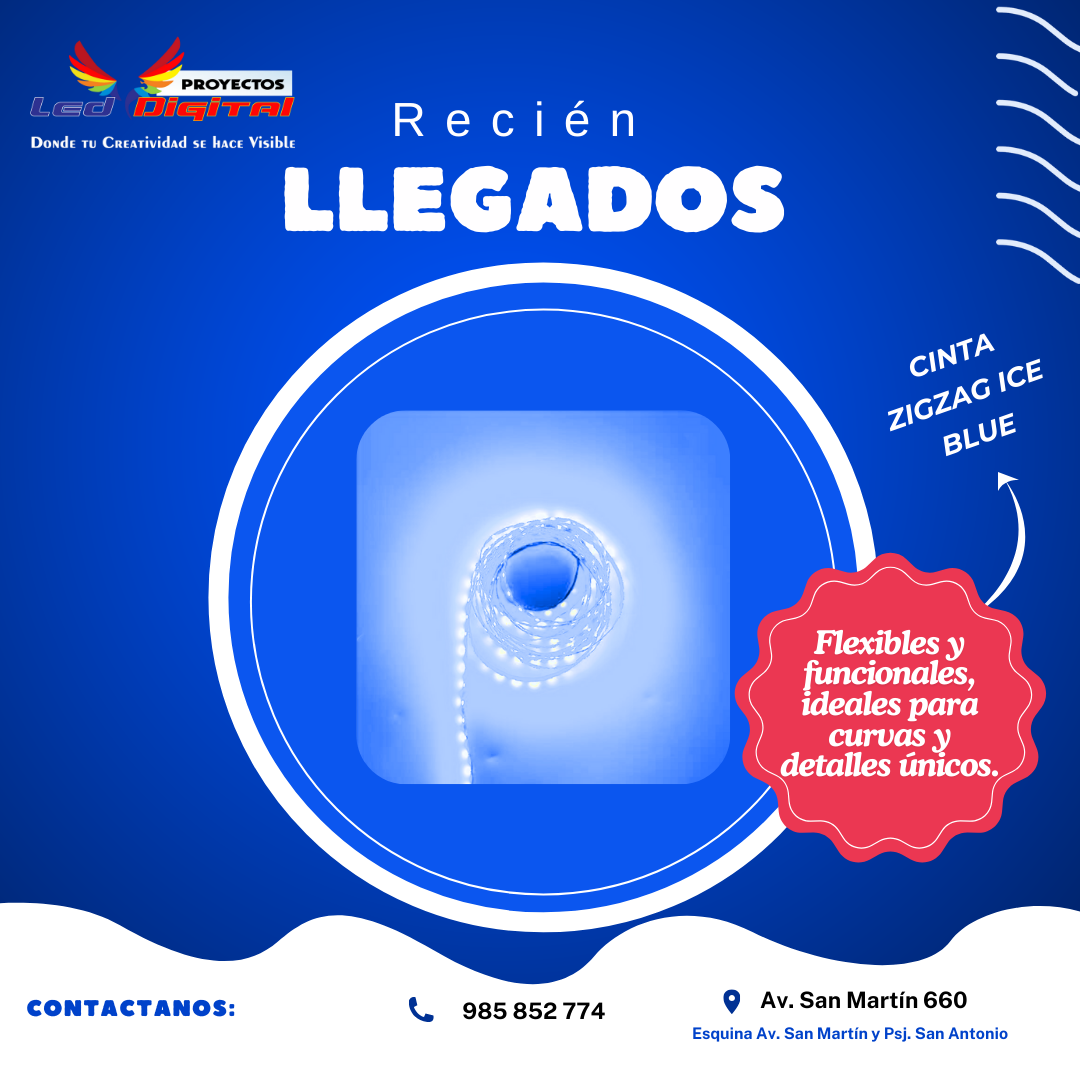 PROYECTOS
Led Digital
Donde tu Creatividad se hace Visible
Recién
LLEGADOS
CINTA
ZIGZAG ICE
BLUE
Flexibles y
funcionales,
ideales para
curvas y
detalles únicos.
CONTACTANOS:
985 852 774
Av. San Martín 660
Esquina Av. San Martín y Psj. San Antonio